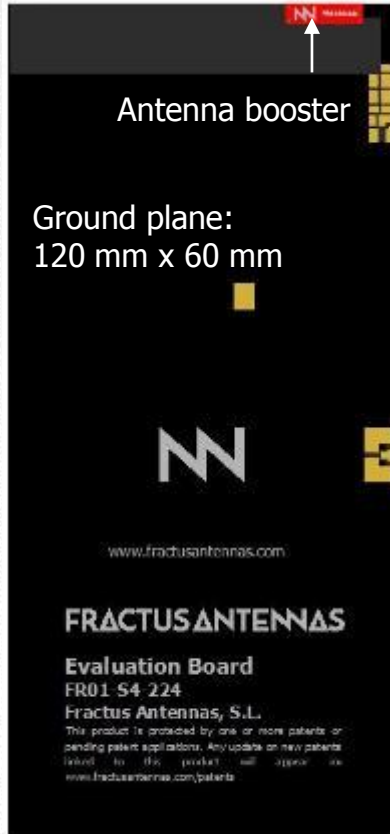 Antenna booster
Ground plane:
120 mm x 60 mm
www.fractusantennas.com
FRACTUS ANTENNAS
Evaluation Board
FR01-S4-224
Fractus Antennas, S.L.
This product is protected by one or more patents or
pending patent applications. Any update on new patents
linked to this product will appear in
www.fractusantennas.com/patents